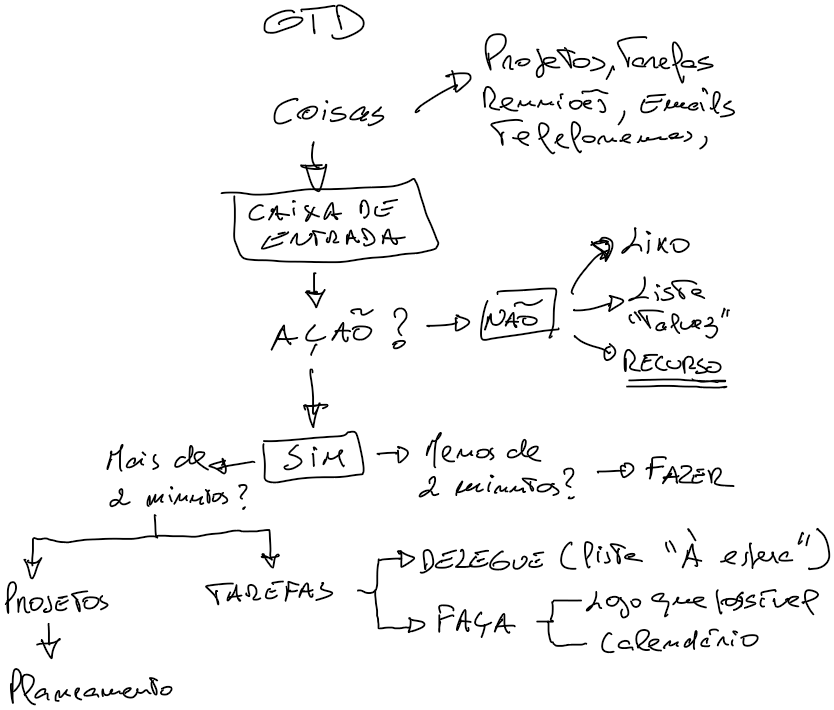 GTD
Coisas
Projetos, Tarefas
Reuniões, Emails
Telefonemas,
CAIXA DE
ENTRADA
AÇÃO?
NÃO
LIXO
Lista
"Talvez"
RECURSO
SIM
Mais de
2 minutos?
Menos de
2 minutos?
FAZER
PROJETOS
Planeamento
TAREFAS
DELEGUE (lista "À espera")
FAÇA
Logo que possível
Calendário